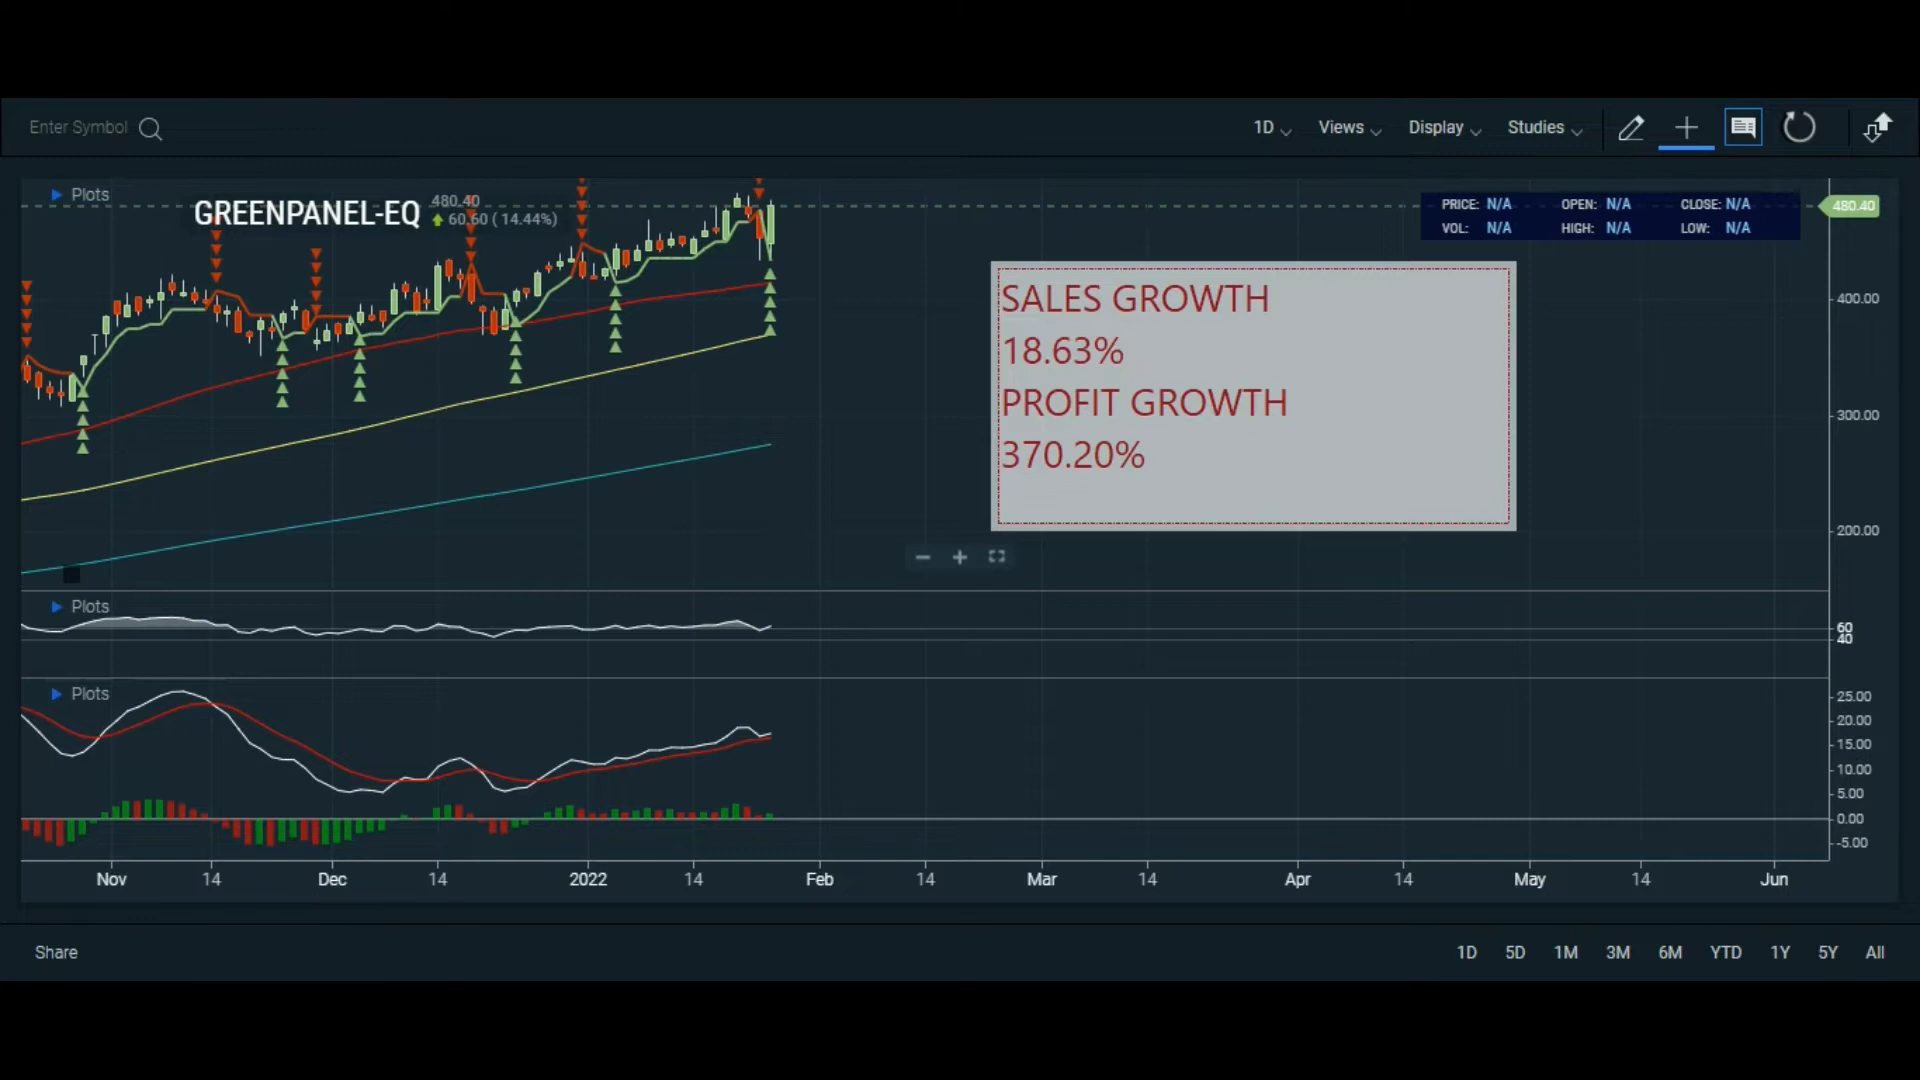 Enter Symbol
1D Views Display Studies
Plots
GREENPANEL-EQ
480.40
60.60 ( 14.44%)
PRICE: N/A OPEN: N/A CLOSE: N/A
VOL: N/A HIGH: N/A LOW: N/A
480.40
400.00
300.00
200.00
SALES GROWTH
18.63%
PROFIT GROWTH
370.20%
Plots
60
40
Plots
25.00
20.00
15.00
10.00
5.00
0.00
-5.00
Nov 14 Dec 14 2022 14 Feb 14 Mar 14 Apr 14 May 14 Jun
Share
1D 5D 1M 3M 6M YTD 1Y 5Y All